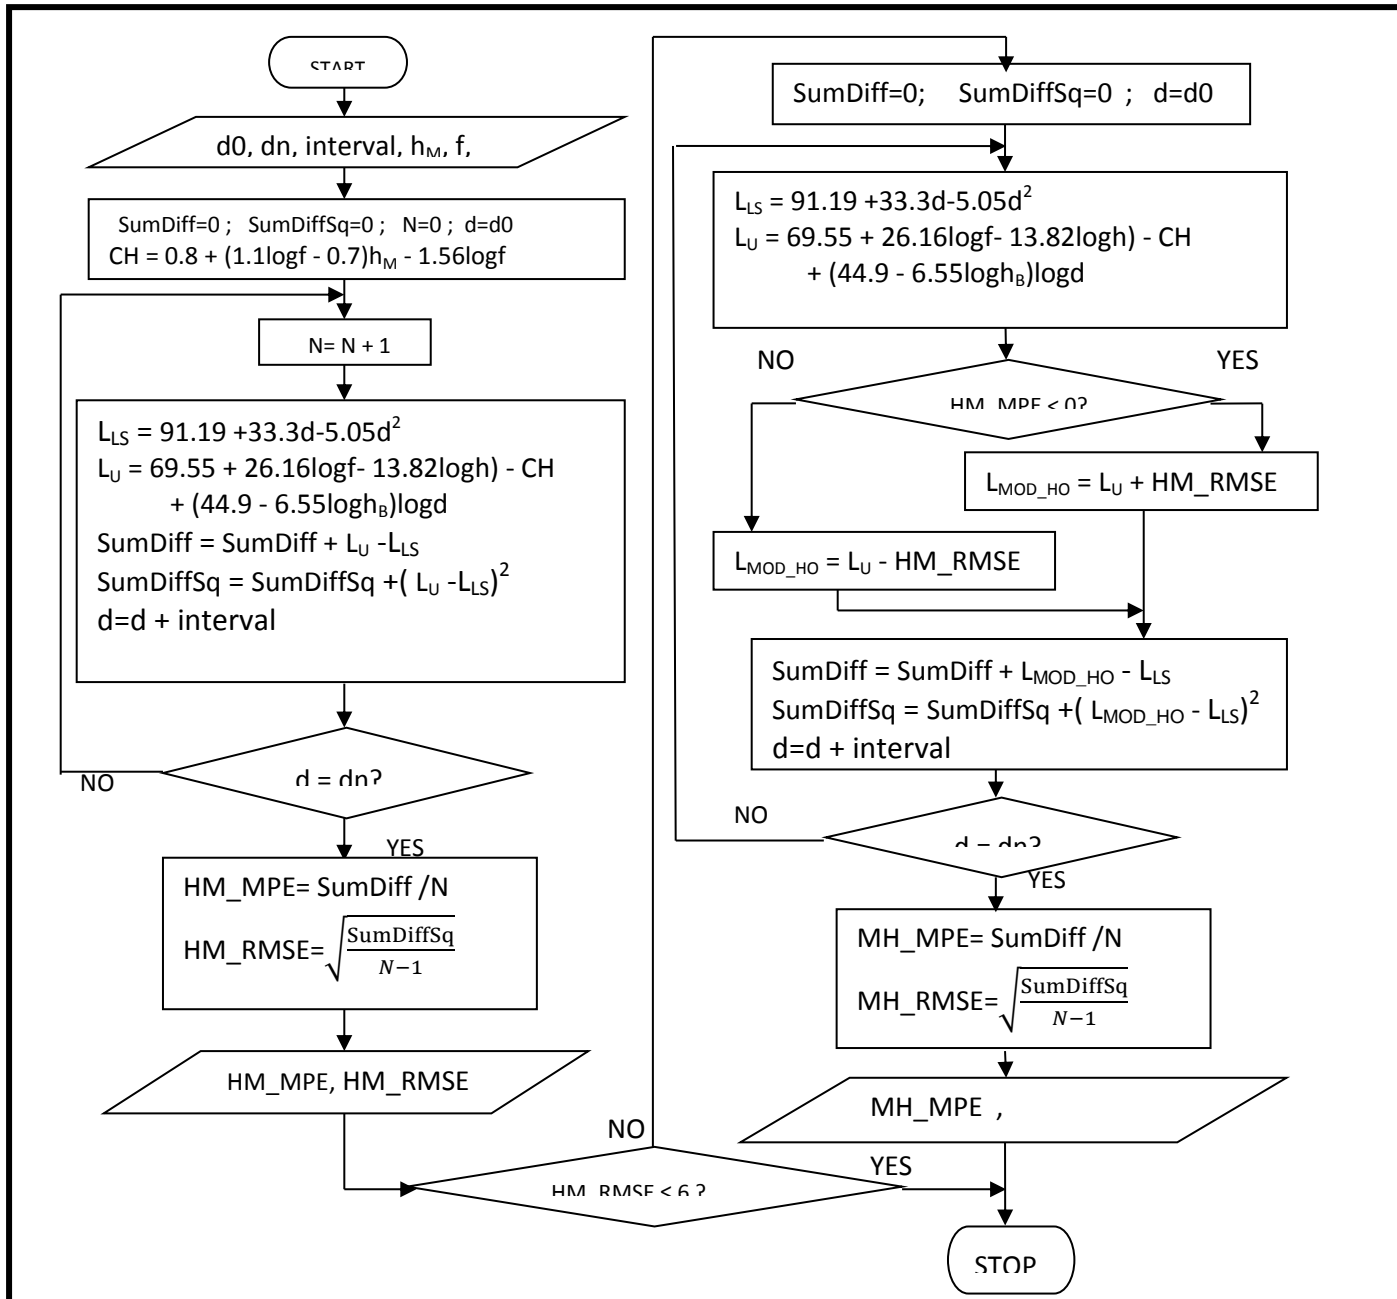 START
d0, dn, interval, hM, f,
SumDiff=0 ; SumDiffSq=0 ; N=0 ; d=d0
CH = 0.8 + (1.1logf - 0.7)hM - 1.56logf
N= N + 1
LLS = 91.19 +33.3d-5.05d²
LU = 69.55 + 26.16logf- 13.82logh) - CH
+ (44.9 - 6.55loghB)logd
SumDiff = SumDiff + LU -LLS
SumDiffSq = SumDiffSq +( LU -LLS)²
d=d + interval
d = dn?
NO
YES
HM_MPE= SumDiff /N
HM_RMSE= √(SumDiffSq / N−1)
HM_MPE, HM_RMSE
HM_RMSE < 6 ?
NO
YES
SumDiff=0; SumDiffSq=0 ; d=d0
LLS = 91.19 +33.3d-5.05d²
LU = 69.55 + 26.16logf- 13.82logh) - CH
+ (44.9 - 6.55loghB)logd
NO
YES
HM_MPE < 0?
LMOD_HO = LU + HM_RMSE
LMOD_HO = LU - HM_RMSE
SumDiff = SumDiff + LMOD_HO - LLS
SumDiffSq = SumDiffSq +( LMOD_HO - LLS)²
d=d + interval
NO
d = dn?
YES
MH_MPE= SumDiff /N
MH_RMSE= √(SumDiffSq / N−1)
MH_MPE ,
STOP